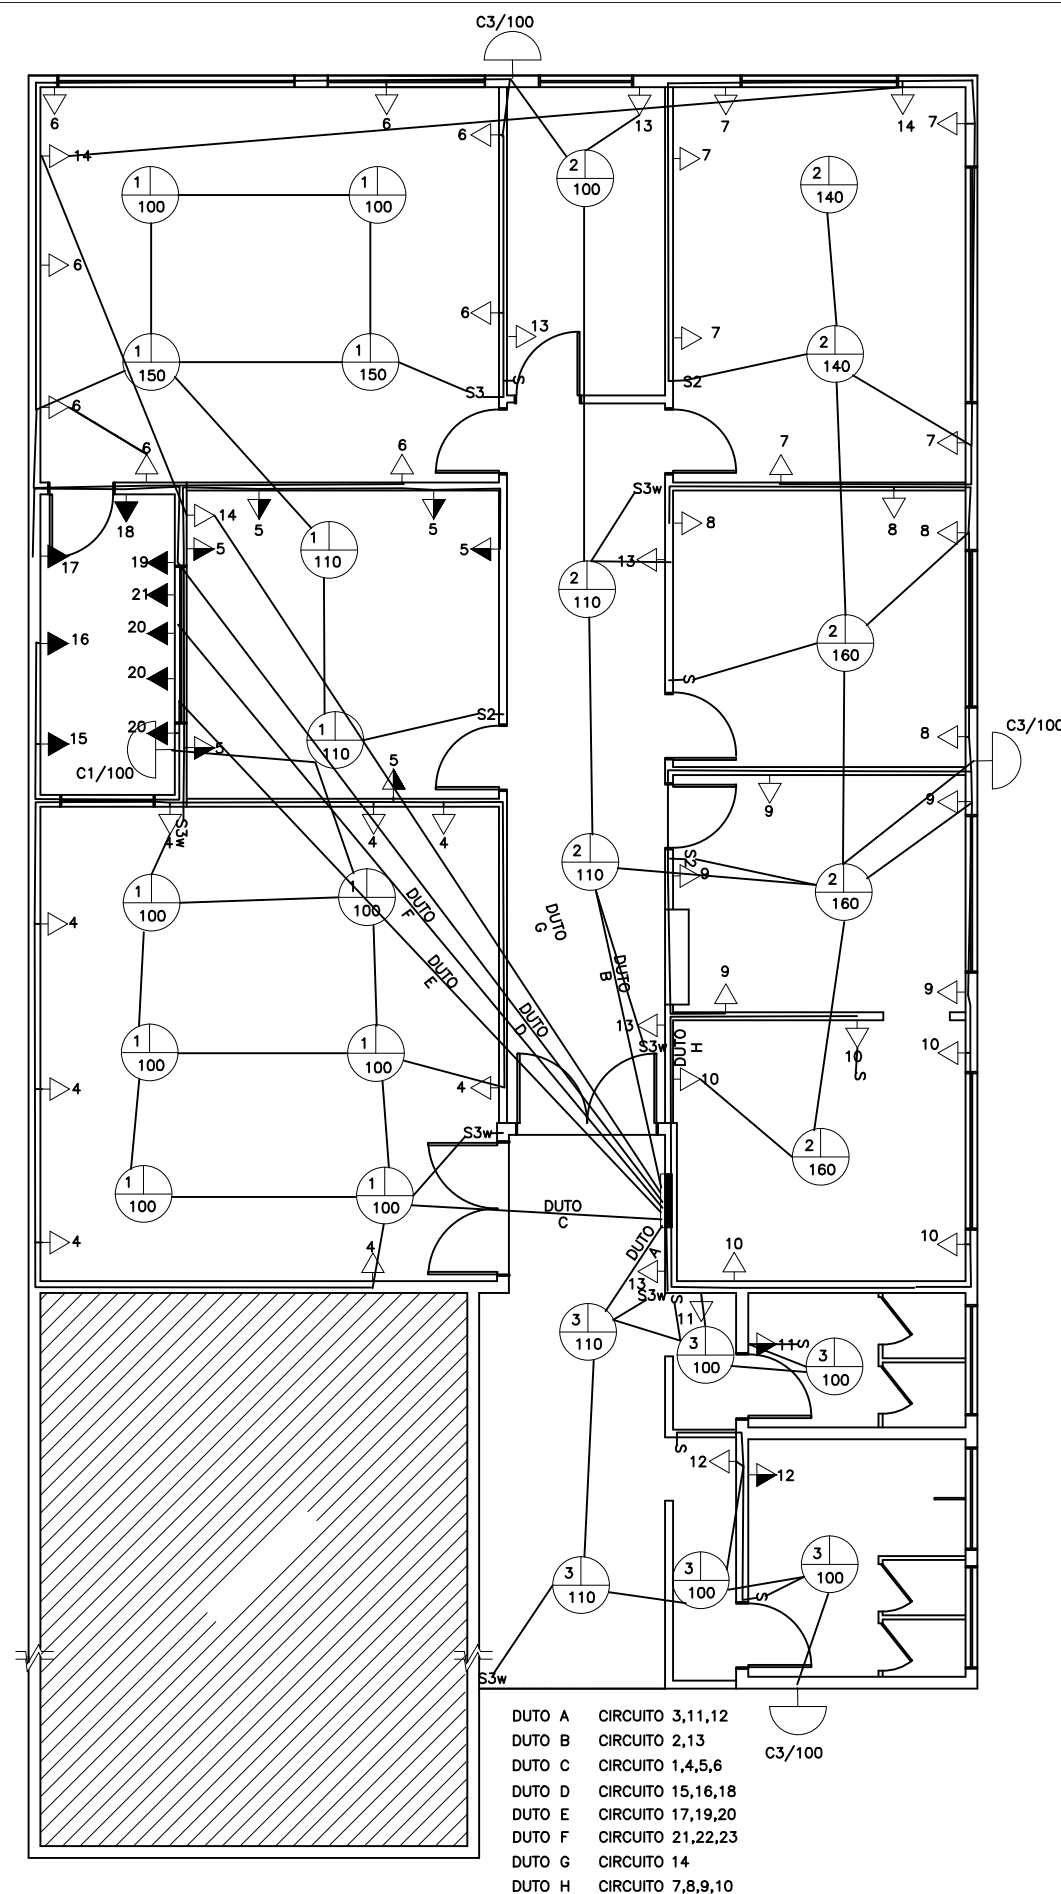 C3/100
6
6
6
13
7
14
7
14
7
1
100
1
100
2
100
2
140
6
6
13
7
1
150
1
150
2
140
S3
S
S2
6
6
6
7
7
S3w
18
14
5
5
5
5
8
8
8
17
19
1
110
13
2
110
21
20
16
20
2
160
S
S2
20
15
5
1
110
C1/100
5
8
C3/100
S3w
4
4
4
9
9
2
110
S2
9
2
160
1
100
1
100
4
DUTO
F
DUTO
G
DUTO
E
DUTO
B
9
9
DUTO
D
13
S3w
DUTO
H
10
S
10
1
100
1
100
4
4
10
S3w
2
160
1
100
1
100
DUTO
C
DUTO
A
4
4
10
10
13
S3w
S
11
3
110
3
100
11
S
3
100
S
12
12
3
110
3
100
3
100
S
S3w
C3/100
DUTO A CIRCUITO 3,11,12
DUTO B CIRCUITO 2,13
DUTO C CIRCUITO 1,4,5,6
DUTO D CIRCUITO 15,16,18
DUTO E CIRCUITO 17,19,20
DUTO F CIRCUITO 21,22,23
DUTO G CIRCUITO 14
DUTO H CIRCUITO 7,8,9,10